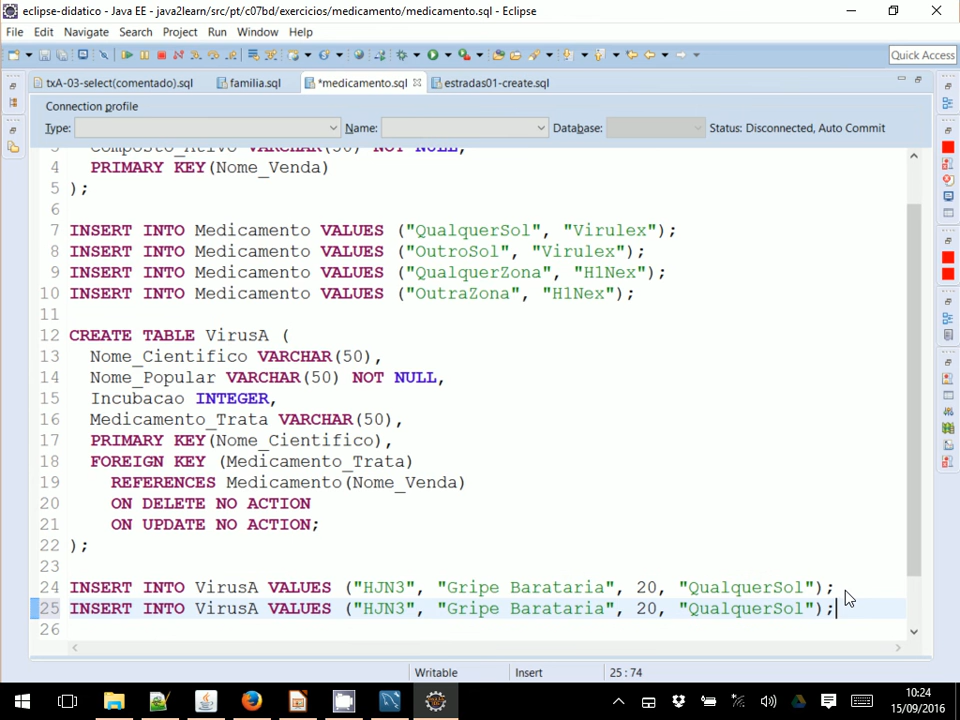 eclipse-didatico - Java EE - java2learn/src/pt/c07bd/exercicios/medicamento/medicamento.sql - Eclipse
File Edit Navigate Search Project Run Window Help
Quick Access
txA-03-select(comentado).sql familia.sql *medicamento.sql estradas01-create.sql
Connection profile
Type: Name: Database: Status: Disconnected, Auto Commit
3 Composto_Ativo VARCHAR(50) NOT NULL,
4 PRIMARY KEY(Nome_Venda)
5 );
6
7 INSERT INTO Medicamento VALUES ("QualquerSol", "Virulex");
8 INSERT INTO Medicamento VALUES ("OutroSol", "Virulex");
9 INSERT INTO Medicamento VALUES ("QualquerZona", "H1Nex");
10 INSERT INTO Medicamento VALUES ("OutraZona", "H1Nex");
11
12 CREATE TABLE VirusA (
13 Nome_Cientifico VARCHAR(50),
14 Nome_Popular VARCHAR(50) NOT NULL,
15 Incubacao INTEGER,
16 Medicamento_Trata VARCHAR(50),
17 PRIMARY KEY(Nome_Cientifico),
18 FOREIGN KEY (Medicamento_Trata)
19 REFERENCES Medicamento(Nome_Venda)
20 ON DELETE NO ACTION
21 ON UPDATE NO ACTION;
22 );
23
24 INSERT INTO VirusA VALUES ("HJN3", "Gripe Barataria", 20, "QualquerSol");
25 INSERT INTO VirusA VALUES ("HJN3", "Gripe Barataria", 20, "QualquerSol");
26
Writable Insert 25 : 74
10:24
15/09/2016